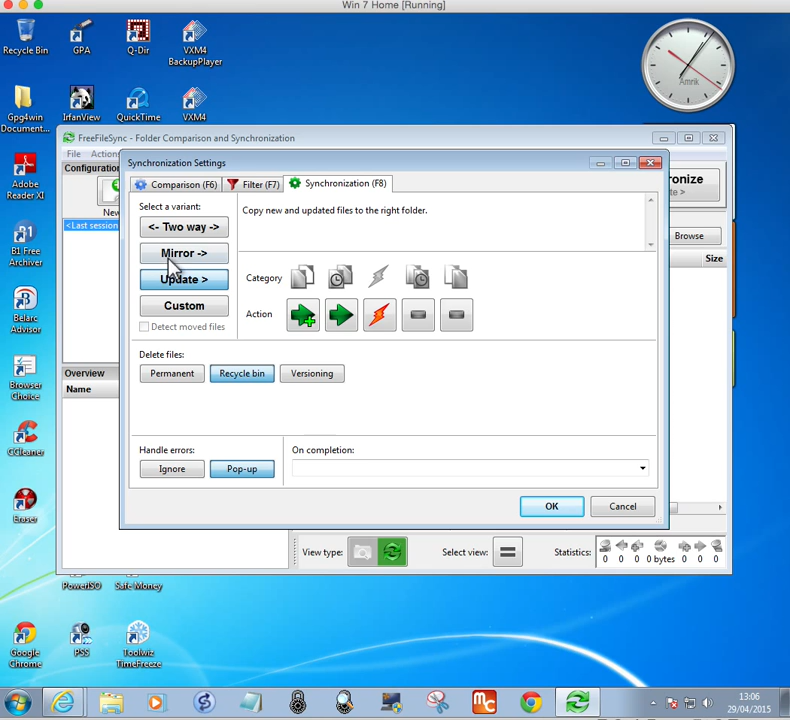 Win 7 Home [Running]
Recycle Bin
GPA
Q-Dir
VXM4
BackupPlayer
Amrik
Gpg4win
Document...
IrfanView
QuickTime
VXM4
FreeFileSync - Folder Comparison and Synchronization
File
Action
Configuration
New
<Last session
Overview
Name
Synchronization Settings
Comparison (F6)
Filter (F7)
Synchronization (F8)
Select a variant:
<- Two way ->
Mirror ->
Update >
Custom
Detect moved files
Copy new and updated files to the right folder.
Category
Action
Delete files:
Permanent
Recycle bin
Versioning
Handle errors:
Ignore
Pop-up
On completion:
OK
Cancel
Browse
Size
Adobe
Reader XI
B1 Free
Archiver
Belarc
Advisor
Browser
Choice
CCleaner
Eraser
View type:
Select view:
Statistics:
0 0 0 0 bytes 0 0 0
PowerISO
Safe Money
Google
Chrome
PSS
Toolwiz
TimeFreeze
13:06
29/04/2015